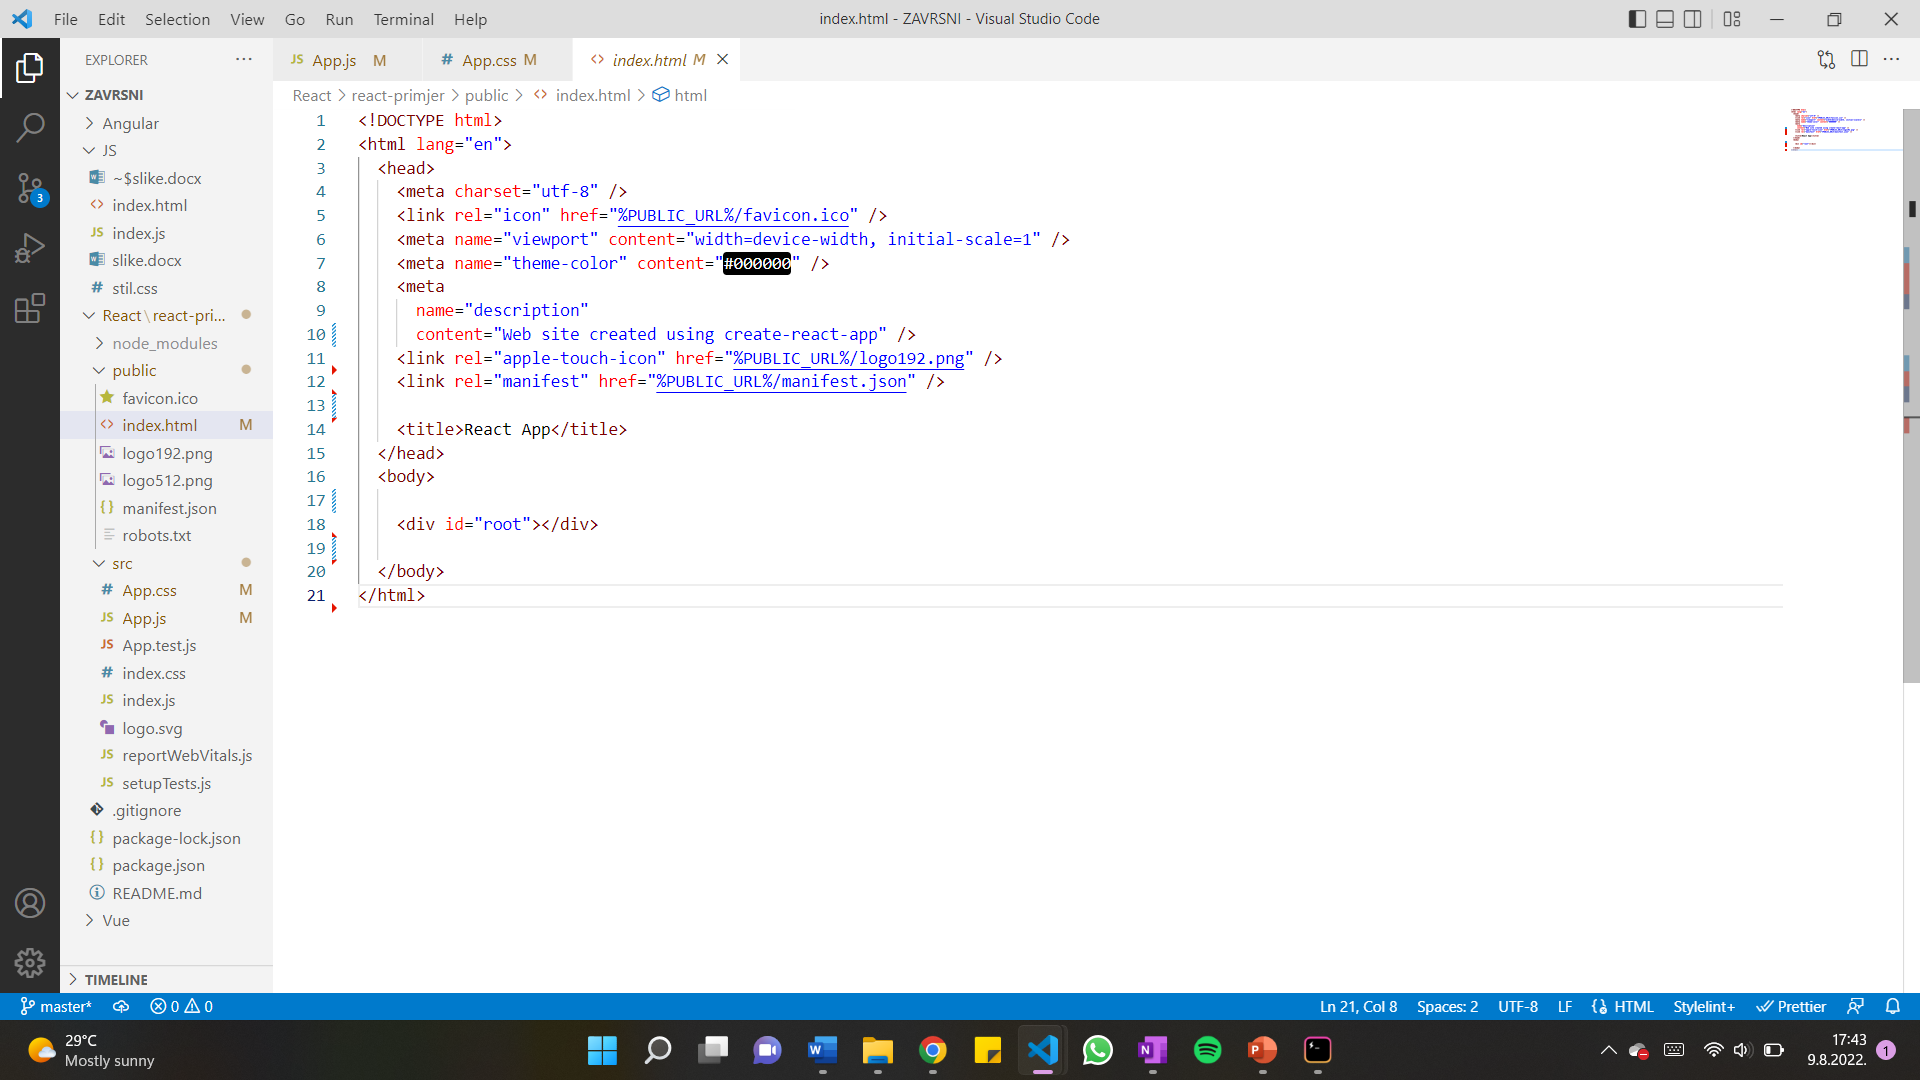 File Edit Selection View Go Run Terminal Help
index.html - ZAVRSNI - Visual Studio Code
EXPLORER
ZAVRSNI
Angular
JS
~$slike.docx
index.html
index.js
slike.docx
stil.css
React\react-pri...
node_modules
public
favicon.ico
index.html M
logo192.png
logo512.png
manifest.json
robots.txt
src
App.css M
App.js M
App.test.js
index.css
index.js
logo.svg
reportWebVitals.js
setupTests.js
.gitignore
package-lock.json
package.json
README.md
Vue
TIMELINE
3
JS App.js M # App.css M <> index.html M
React > react-primjer > public > <> index.html > html
1 <!DOCTYPE html>
2 <html lang="en">
3 <head>
4 <meta charset="utf-8" />
5 <link rel="icon" href="%PUBLIC_URL%/favicon.ico" />
6 <meta name="viewport" content="width=device-width, initial-scale=1" />
7 <meta name="theme-color" content="#000000" />
8 <meta
9 name="description"
10 content="Web site created using create-react-app" />
11 <link rel="apple-touch-icon" href="%PUBLIC_URL%/logo192.png" />
12 <link rel="manifest" href="%PUBLIC_URL%/manifest.json" />
13
14 <title>React App</title>
15 </head>
16 <body>
17
18 <div id="root"></div>
19
20 </body>
21 </html>
master* 0 0 Ln 21, Col 8 Spaces: 2 UTF-8 LF HTML Stylelint+ Prettier
29°C
Mostly sunny
17:43
9.8.2022.
1